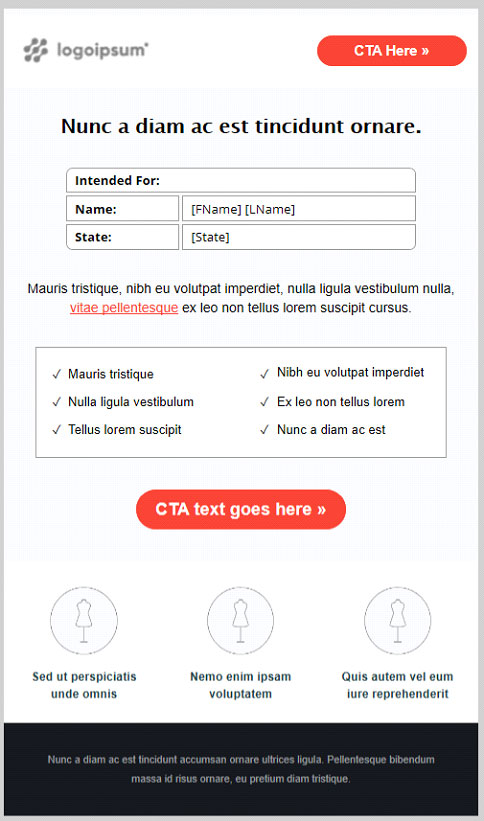 logoipsum
CTA Here »
Nunc a diam ac est tincidunt ornare.
Intended For:
Name: [FName] [LName]
State: [State]
Mauris tristique, nibh eu volutpat imperdiet, nulla ligula vestibulum nulla,
vitae pellentesque ex leo non tellus lorem suscipit cursus.
✓ Mauris tristique
✓ Nibh eu volutpat imperdiet
✓ Nulla ligula vestibulum
✓ Ex leo non tellus lorem
✓ Tellus lorem suscipit
✓ Nunc a diam ac est
CTA text goes here »
Sed ut perspiciatis
unde omnis
Nemo enim ipsam
voluptatem
Quis autem vel eum
iure reprehenderit
Nunc a diam ac est tincidunt accumsan ornare ultrices ligula. Pellentesque bibendum
massa id risus ornare, eu pretium diam tristique.